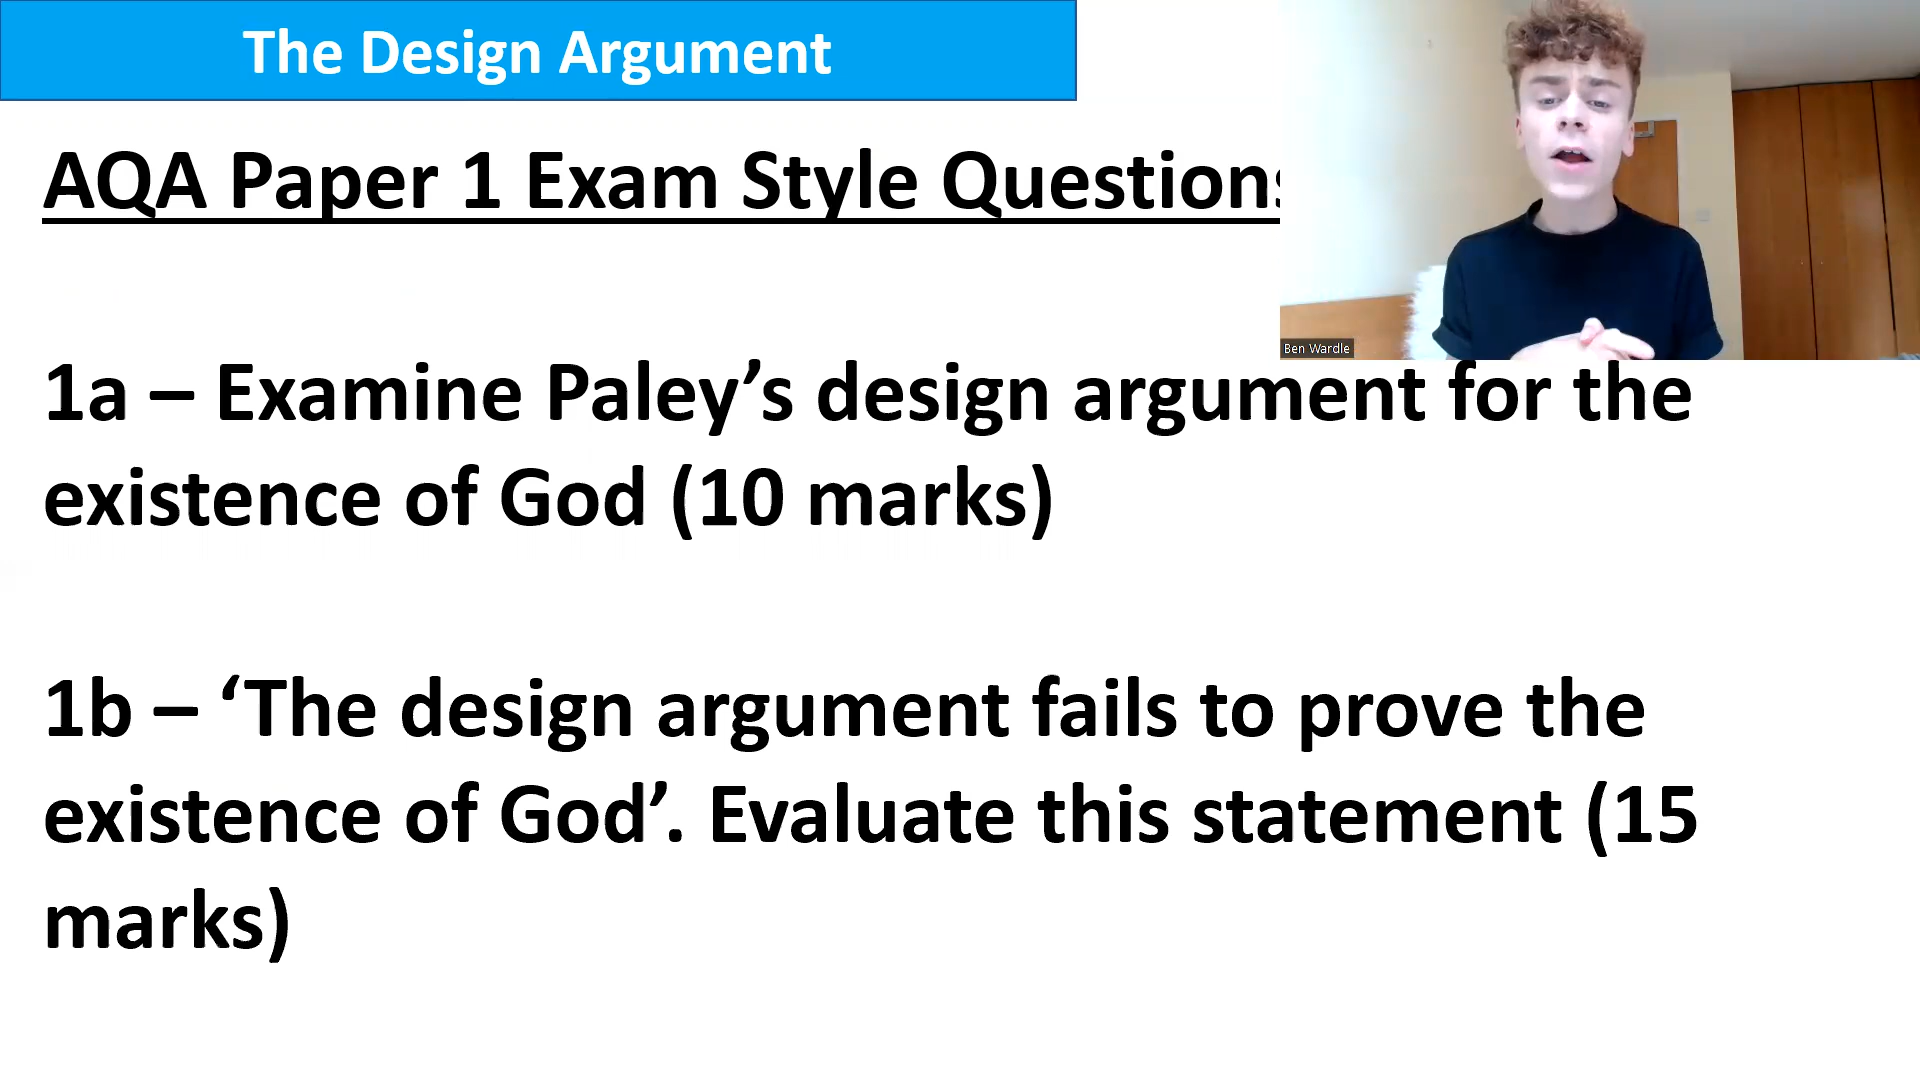 The Design Argument
AQA Paper 1 Exam Style Questions
Ben Wardle
1a – Examine Paley’s design argument for the
existence of God (10 marks)
1b – ‘The design argument fails to prove the
existence of God’. Evaluate this statement (15
marks)